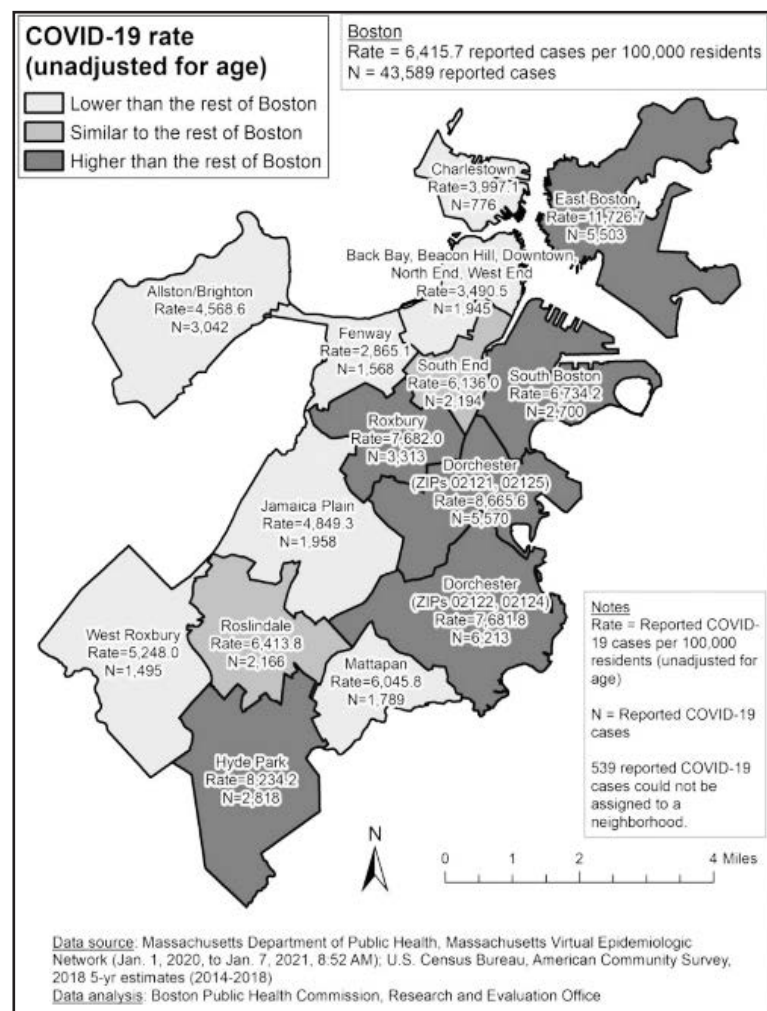 COVID-19 rate
(unadjusted for age)
Lower than the rest of Boston
Similar to the rest of Boston
Higher than the rest of Boston
Boston
Rate = 6,415.7 reported cases per 100,000 residents
N = 43,589 reported cases
Charlestown
Rate=3,997.1
N=776
East Boston
Rate=11,726.7
N=5,503
Back Bay, Beacon Hill, Downtown,
North End, West End
Rate=3,490.5
N=1,945
Allston/Brighton
Rate=4,568.6
N=3,042
Fenway
Rate=2,865.1
N=1,568
South End
Rate=6,136.0
N=2,194
South Boston
Rate=6,734.2
N=2,700
Roxbury
Rate=7,682.0
N=3,313
Dorchester
(ZIPs 02121, 02125)
Rate=8,665.6
N=5,570
Jamaica Plain
Rate=4,849.3
N=1,958
Dorchester
(ZIPs 02122, 02124)
Rate=7,681.8
N=6,213
West Roxbury
Rate=5,248.0
N=1,495
Roslindale
Rate=6,413.8
N=2,166
Mattapan
Rate=6,045.8
N=1,789
Hyde Park
Rate=8,234.2
N=2,818
Notes
Rate = Reported COVID-
19 cases per 100,000
residents (unadjusted for
age)
N = Reported COVID-19
cases
539 reported COVID-19
cases could not be
assigned to a
neighborhood.
N
0 1 2 4 Miles
Data source: Massachusetts Department of Public Health, Massachusetts Virtual Epidemiologic
Network (Jan. 1, 2020, to Jan. 7, 2021, 8:52 AM); U.S. Census Bureau, American Community Survey,
2018 5-yr estimates (2014-2018)
Data analysis: Boston Public Health Commission, Research and Evaluation Office